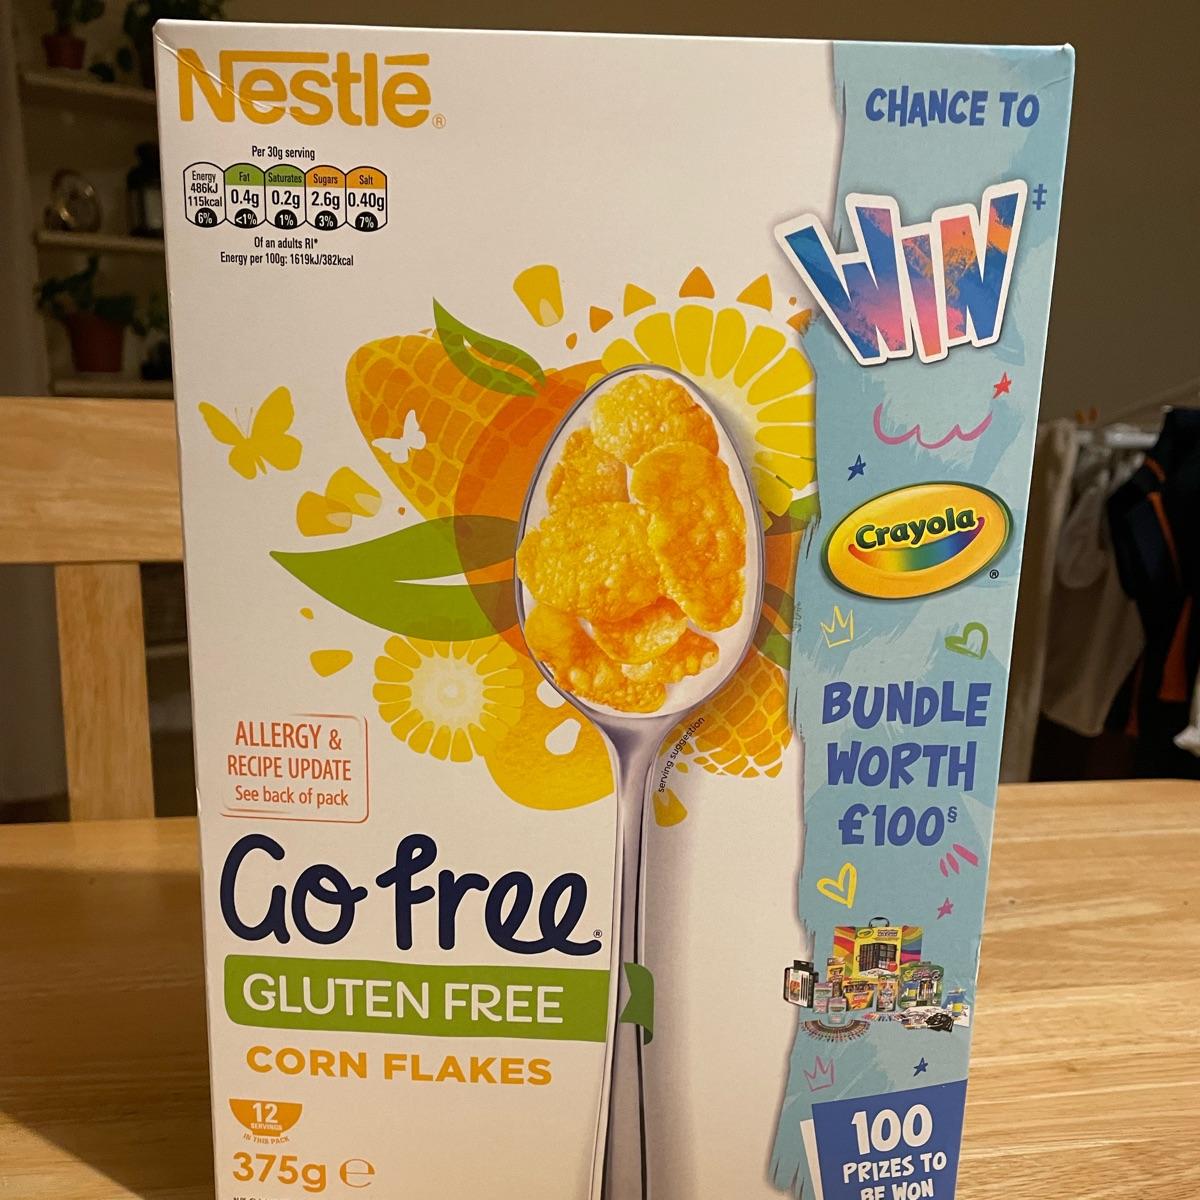 Nestlé®
Per 30g serving
Energy 486kJ 115kcal 6%
Fat 0.4g <1%
Saturates 0.2g 1%
Sugars 2.6g 3%
Salt 0.40g 7%
Of an adults RI*
Energy per 100g: 1619kJ/382kcal
CHANCE TO
WIN‡
Crayola®
BUNDLE
WORTH
£100§
100
PRIZES TO
BE WON
serving suggestion
ALLERGY &
RECIPE UPDATE
See back of pack
Go free®
GLUTEN FREE
CORN FLAKES
12
SERVINGS
IN THIS PACK
375g ℮